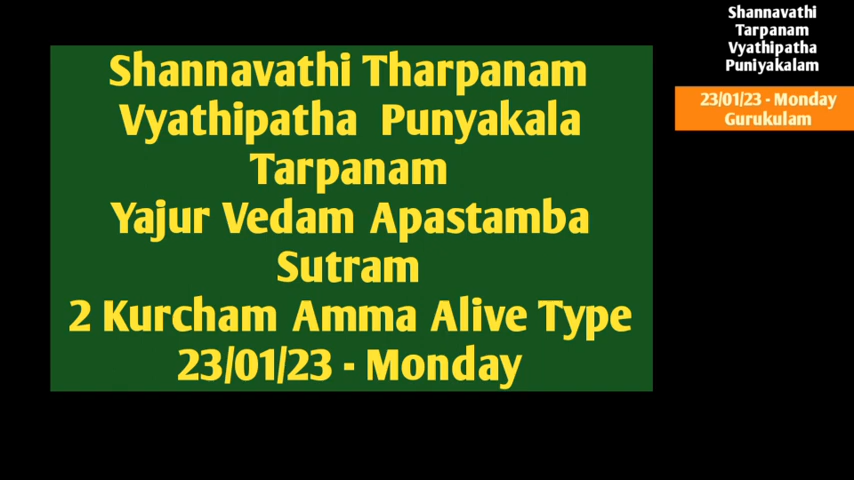 Shannavathi Tharpanam
Vyathipatha Punyakala
Tarpanam
Yajur Vedam Apastamba
Sutram
2 Kurcham Amma Alive Type
23/01/23 - Monday
Shannavathi
Tarpanam
Vyathipatha
Puniyakalam
23/01/23 - Monday
Gurukulam